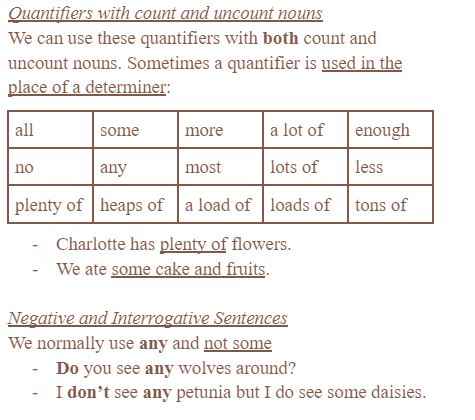 Quantifiers with count and uncount nouns
We can use these quantifiers with both count and
uncount nouns. Sometimes a quantifier is used in the
place of a determiner:
all some more a lot of enough
no any most lots of less
plenty of heaps of a load of loads of tons of
- Charlotte has plenty of flowers.
- We ate some cake and fruits.
Negative and Interrogative Sentences
We normally use any and not some
- Do you see any wolves around?
- I don't see any petunia but I do see some daisies.